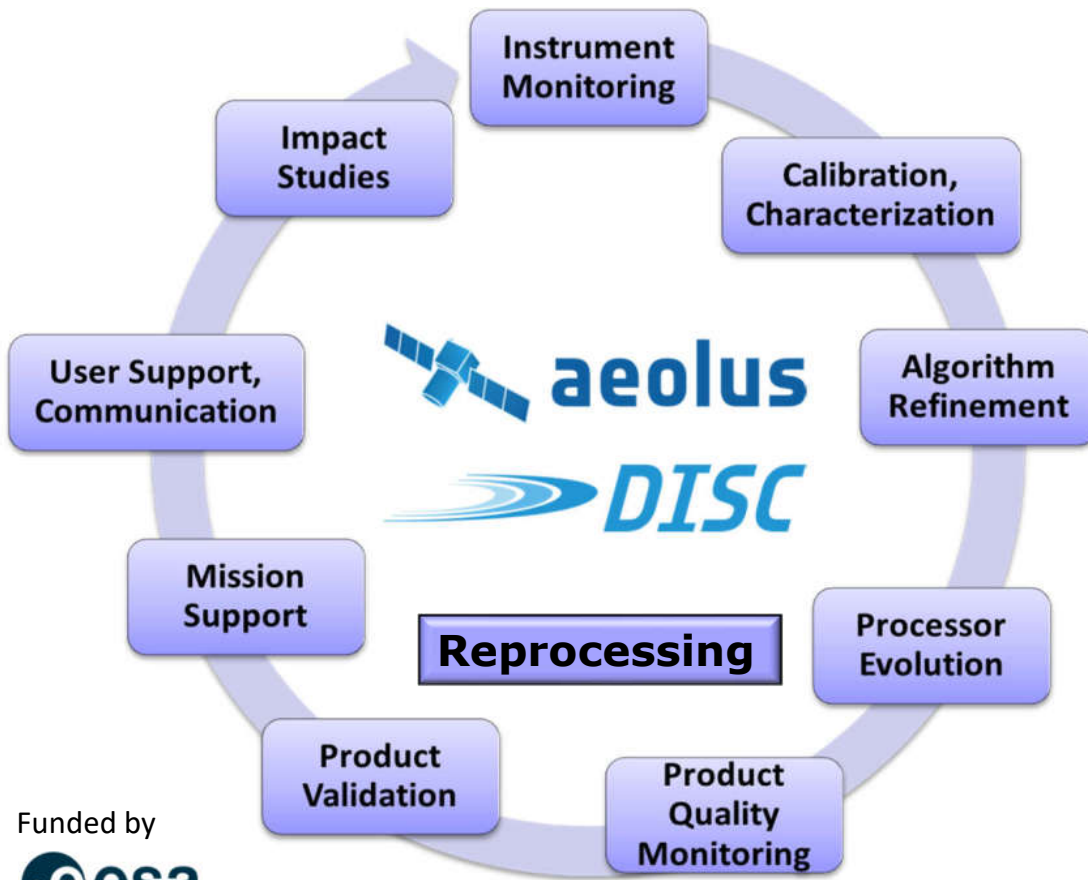 Instrument
Monitoring
Calibration,
Characterization
Algorithm
Refinement
Processor
Evolution
Product
Quality
Monitoring
Product
Validation
Mission
Support
User Support,
Communication
Impact
Studies
aeolus
DISC
Reprocessing
Funded by
esa